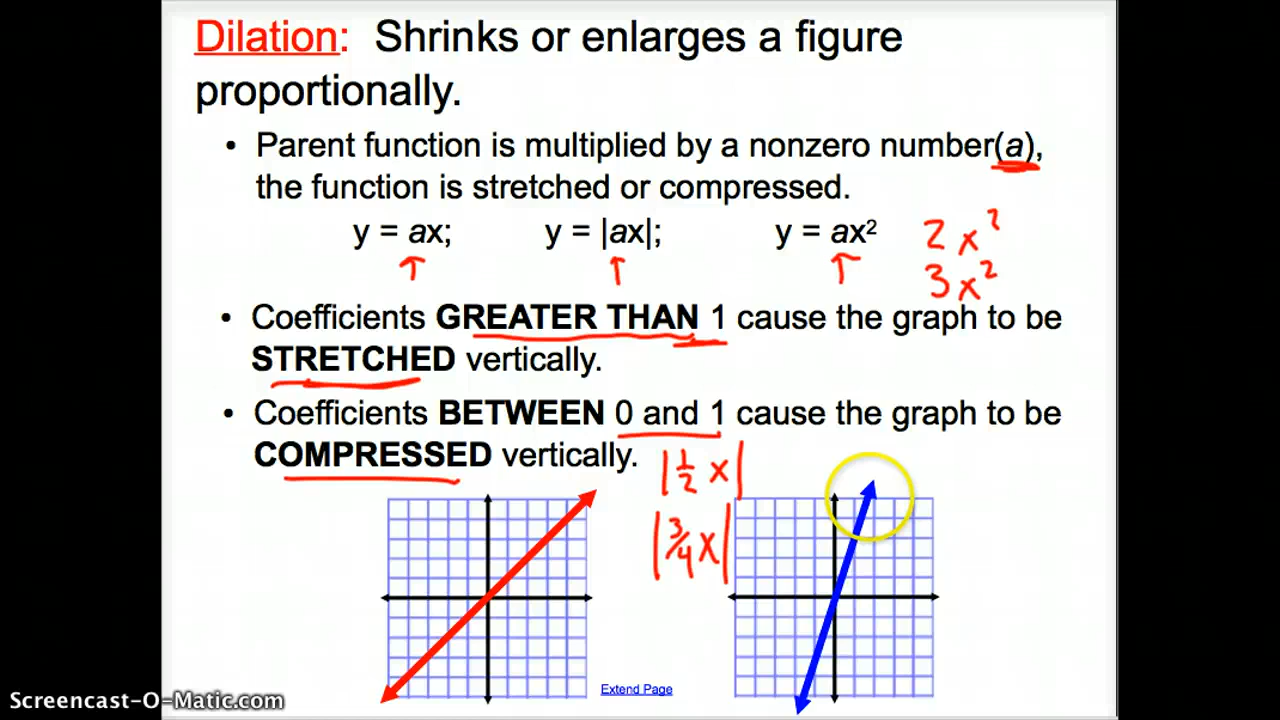 Dilation: Shrinks or enlarges a figure
proportionally.
• Parent function is multiplied by a nonzero number(a),
the function is stretched or compressed.
y = ax; y = |ax|; y = ax² 2x²
3x²
• Coefficients GREATER THAN 1 cause the graph to be
STRETCHED vertically.
• Coefficients BETWEEN 0 and 1 cause the graph to be
COMPRESSED vertically. |1/2 x|
|3/4 x|
Extend Page
Screencast-O-Matic.com